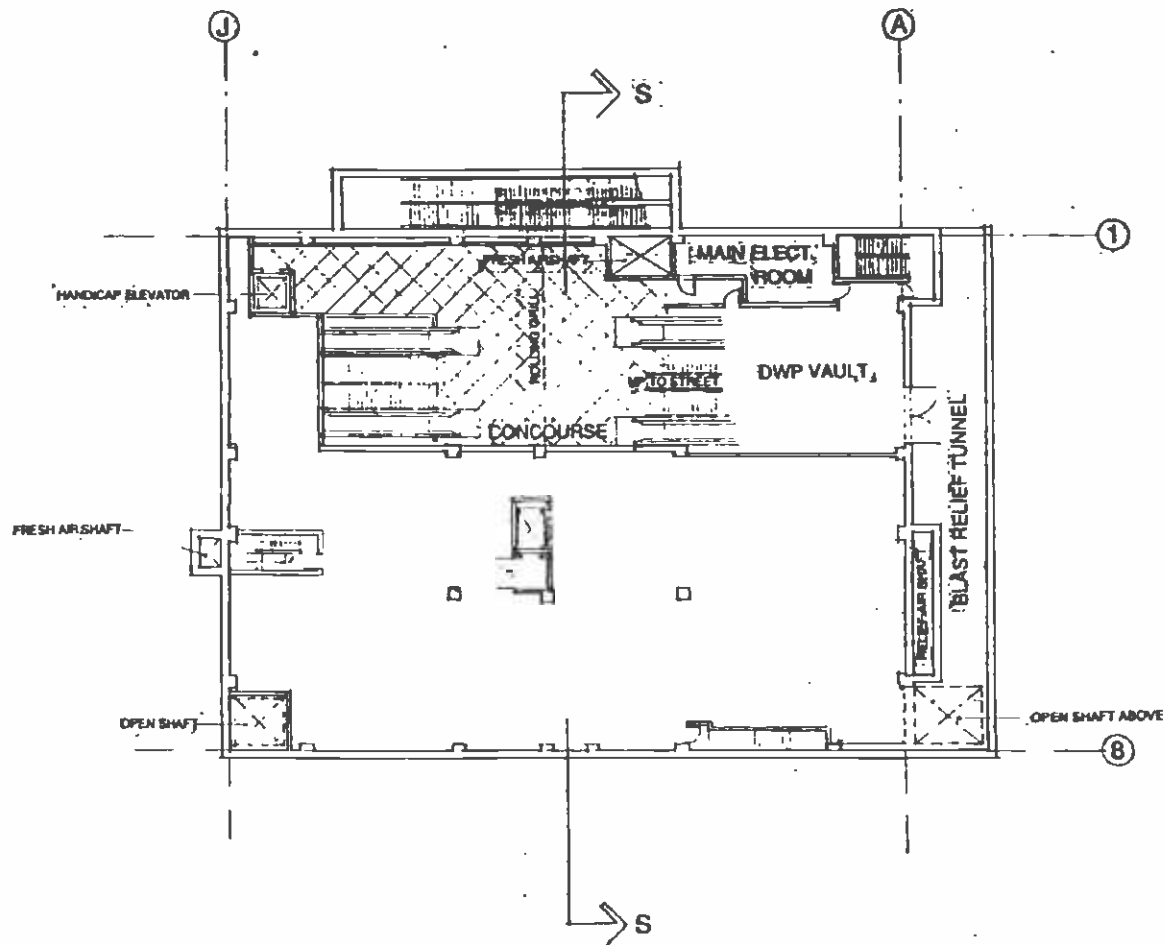 J
A
S
1
FRESH AIR SHAFT
MAIN ELECT.
ROOM
HANDICAP ELEVATOR
ROLLING GRILL
UP TO STREET
DWP VAULT
CONCOURSE
BLAST RELIEF TUNNEL
FRESH AIR SHAFT
RELIEF AIR SHAFT
OPEN SHAFT
OPEN SHAFT ABOVE
8
S